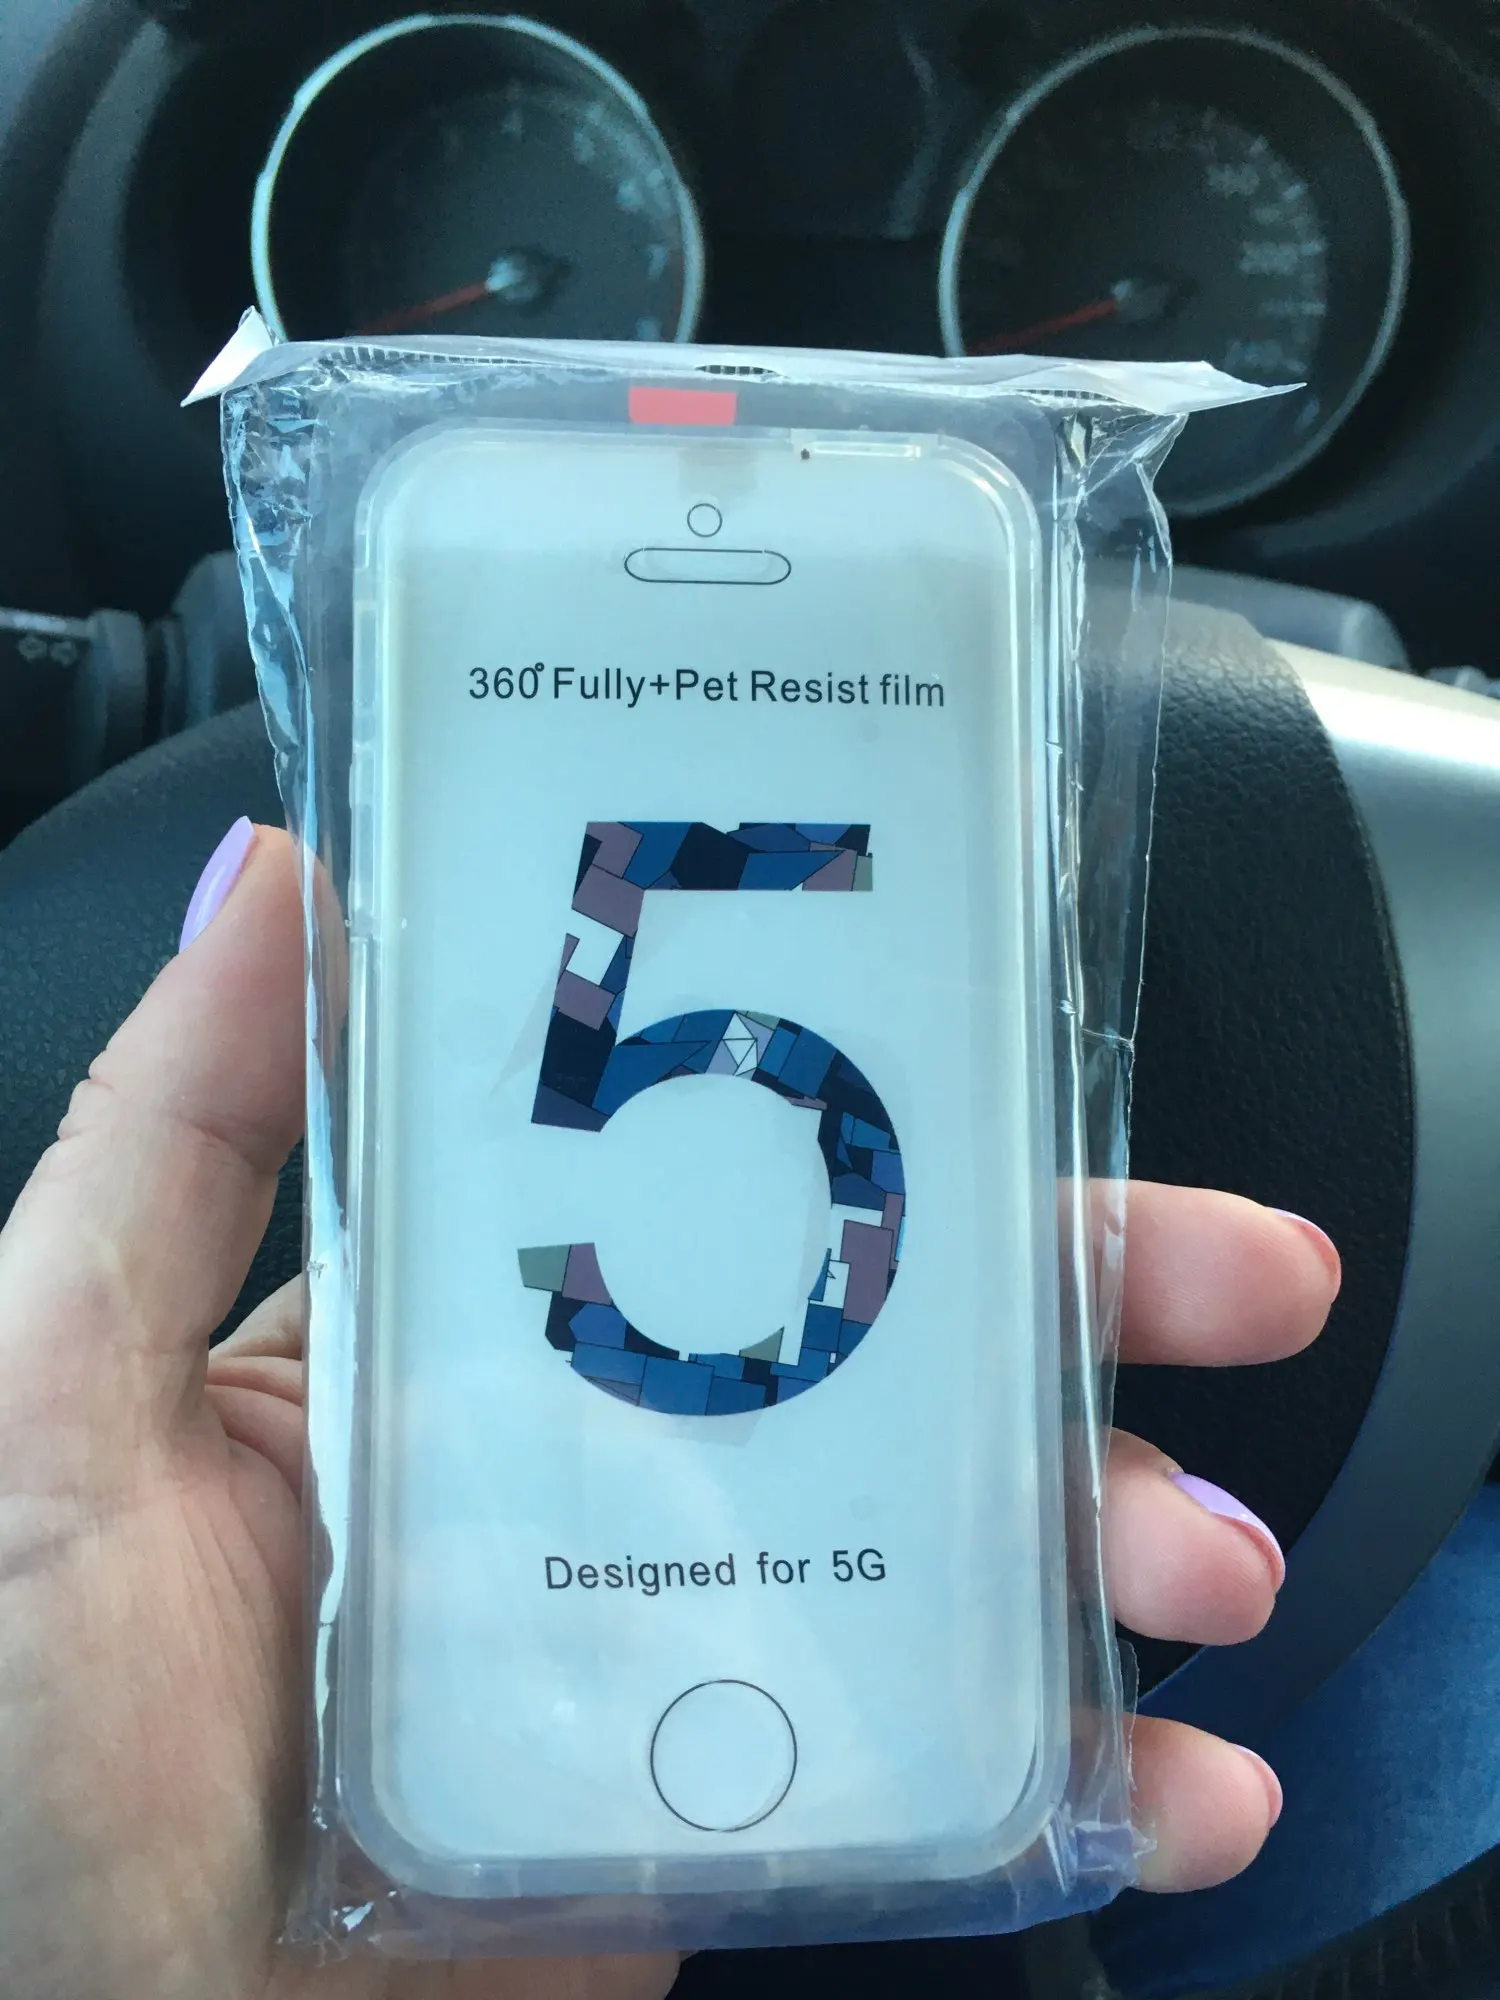 360° Fully+Pet Resist film
5
Designed for 5G